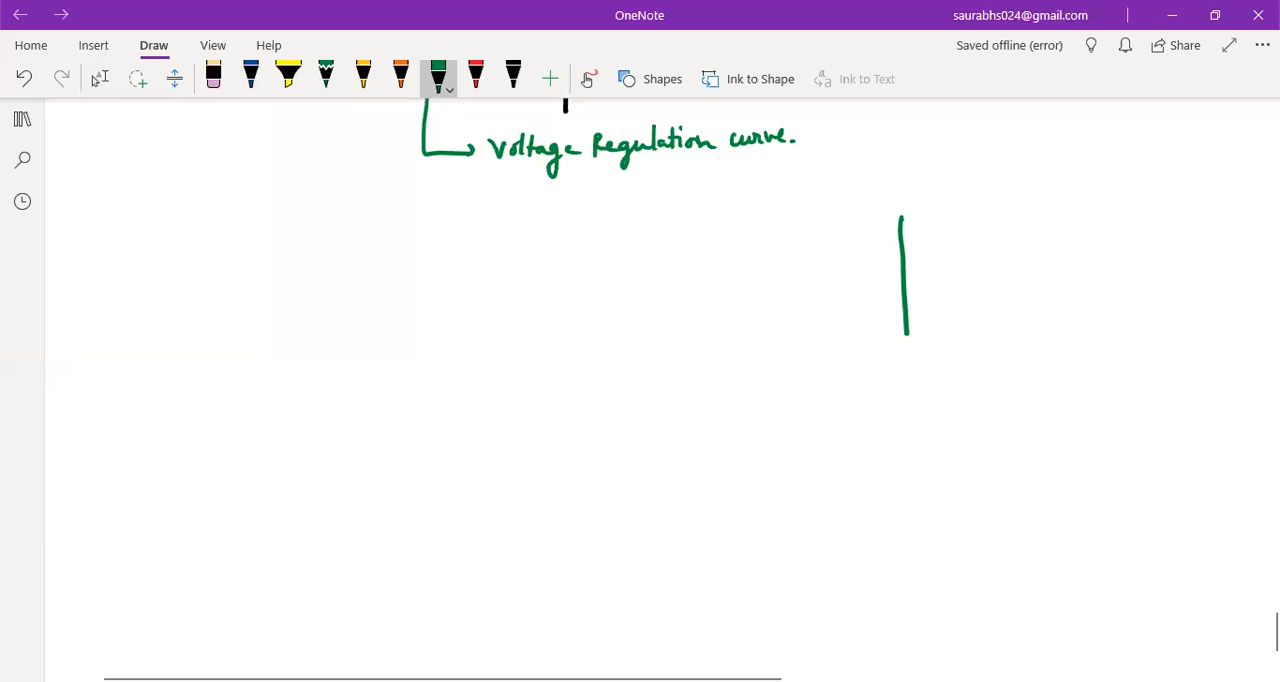 OneNote
saurabhs024@gmail.com
Home Insert Draw View Help
Saved offline (error) Share
Shapes Ink to Shape Ink to Text
Voltage Regulation curve.